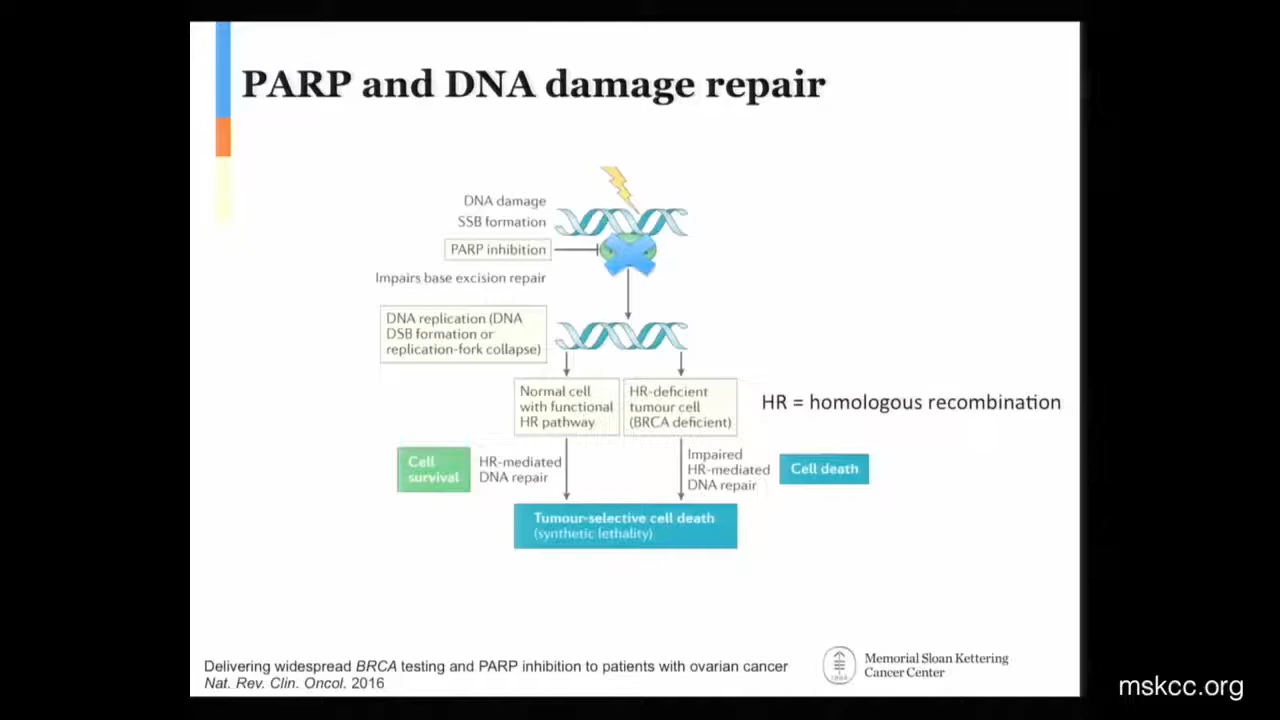 PARP and DNA damage repair
DNA damage
SSB formation
PARP inhibition
Impairs base excision repair
DNA replication (DNA
DSB formation or
replication-fork collapse)
Normal cell
with functional
HR pathway
HR-deficient
tumour cell
(BRCA deficient)
HR = homologous recombination
Cell
survival
HR-mediated
DNA repair
Impaired
HR-mediated
DNA repair
Cell death
Tumour-selective cell death
(synthetic lethality)
Delivering widespread BRCA testing and PARP inhibition to patients with ovarian cancer
Nat. Rev. Clin. Oncol. 2016
Memorial Sloan Kettering
Cancer Center
mskcc.org